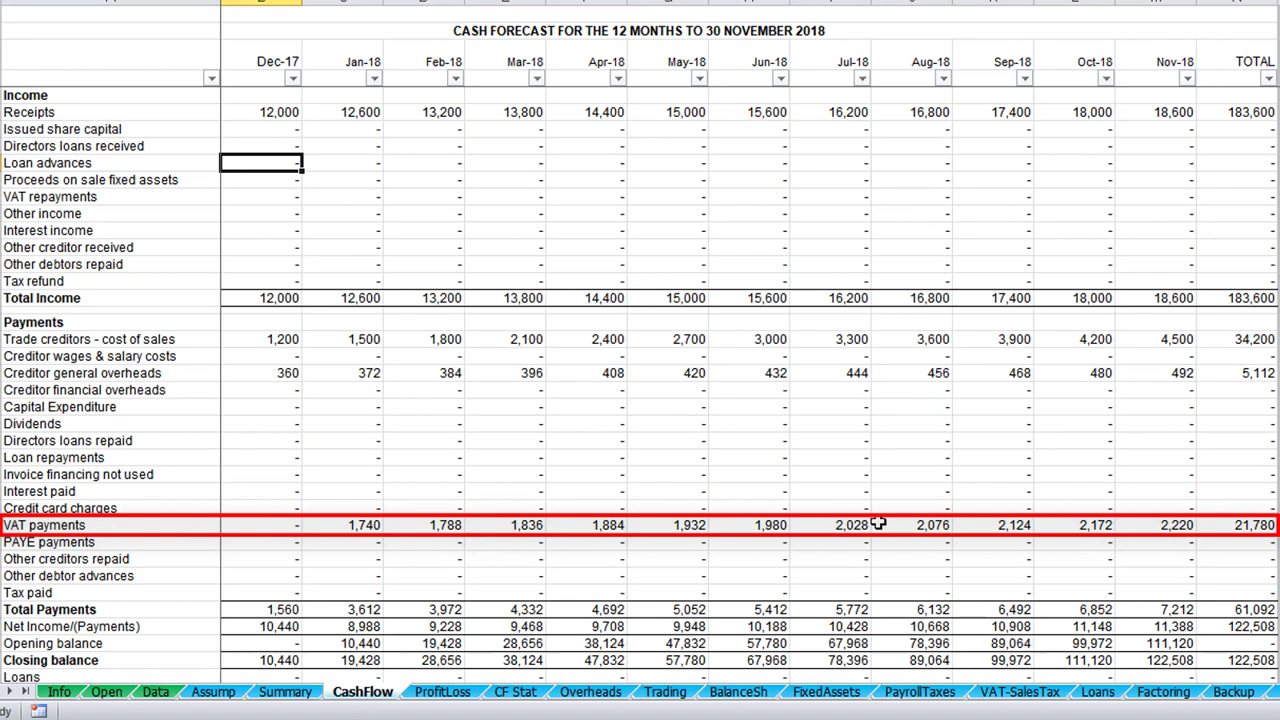 CASH FORECAST FOR THE 12 MONTHS TO 30 NOVEMBER 2018
Dec-17 Jan-18 Feb-18 Mar-18 Apr-18 May-18 Jun-18 Jul-18 Aug-18 Sep-18 Oct-18 Nov-18 TOTAL
Income
Receipts 12,000 12,600 13,200 13,800 14,400 15,000 15,600 16,200 16,800 17,400 18,000 18,600 183,600
Issued share capital - - - - - - - - - - - - -
Directors loans received - - - - - - - - - - - - -
Loan advances - - - - - - - - - - - - -
Proceeds on sale fixed assets - - - - - - - - - - - - -
VAT repayments - - - - - - - - - - - - -
Other income - - - - - - - - - - - - -
Interest income - - - - - - - - - - - - -
Other creditor received - - - - - - - - - - - - -
Other debtors repaid - - - - - - - - - - - - -
Tax refund - - - - - - - - - - - - -
Total Income 12,000 12,600 13,200 13,800 14,400 15,000 15,600 16,200 16,800 17,400 18,000 18,600 183,600
Payments
Trade creditors - cost of sales 1,200 1,500 1,800 2,100 2,400 2,700 3,000 3,300 3,600 3,900 4,200 4,500 34,200
Creditor wages & salary costs - - - - - - - - - - - - -
Creditor general overheads 360 372 384 396 408 420 432 444 456 468 480 492 5,112
Creditor financial overheads - - - - - - - - - - - - -
Capital Expenditure - - - - - - - - - - - - -
Dividends - - - - - - - - - - - - -
Directors loans repaid - - - - - - - - - - - - -
Loan repayments - - - - - - - - - - - - -
Invoice financing not used - - - - - - - - - - - - -
Interest paid - - - - - - - - - - - - -
Credit card charges - - - - - - - - - - - - -
VAT payments - 1,740 1,788 1,836 1,884 1,932 1,980 2,028 2,076 2,124 2,172 2,220 21,780
PAYE payments - - - - - - - - - - - - -
Other creditors repaid - - - - - - - - - - - - -
Other debtor advances - - - - - - - - - - - - -
Tax paid - - - - - - - - - - - - -
Total Payments 1,560 3,612 3,972 4,332 4,692 5,052 5,412 5,772 6,132 6,492 6,852 7,212 61,092
Net Income/(Payments) 10,440 8,988 9,228 9,468 9,708 9,948 10,188 10,428 10,668 10,908 11,148 11,388 122,508
Opening balance - 10,440 19,428 28,656 38,124 47,832 57,780 67,968 78,396 89,064 99,972 111,120 -
Closing balance 10,440 19,428 28,656 38,124 47,832 57,780 67,968 78,396 89,064 99,972 111,120 122,508 122,508
Loans
Info Open Data Assump Summary CashFlow ProfitLoss CF Stat Overheads Trading BalanceSh FixedAssets PayrollTaxes VAT-SalesTax Loans Factoring Backup
dy